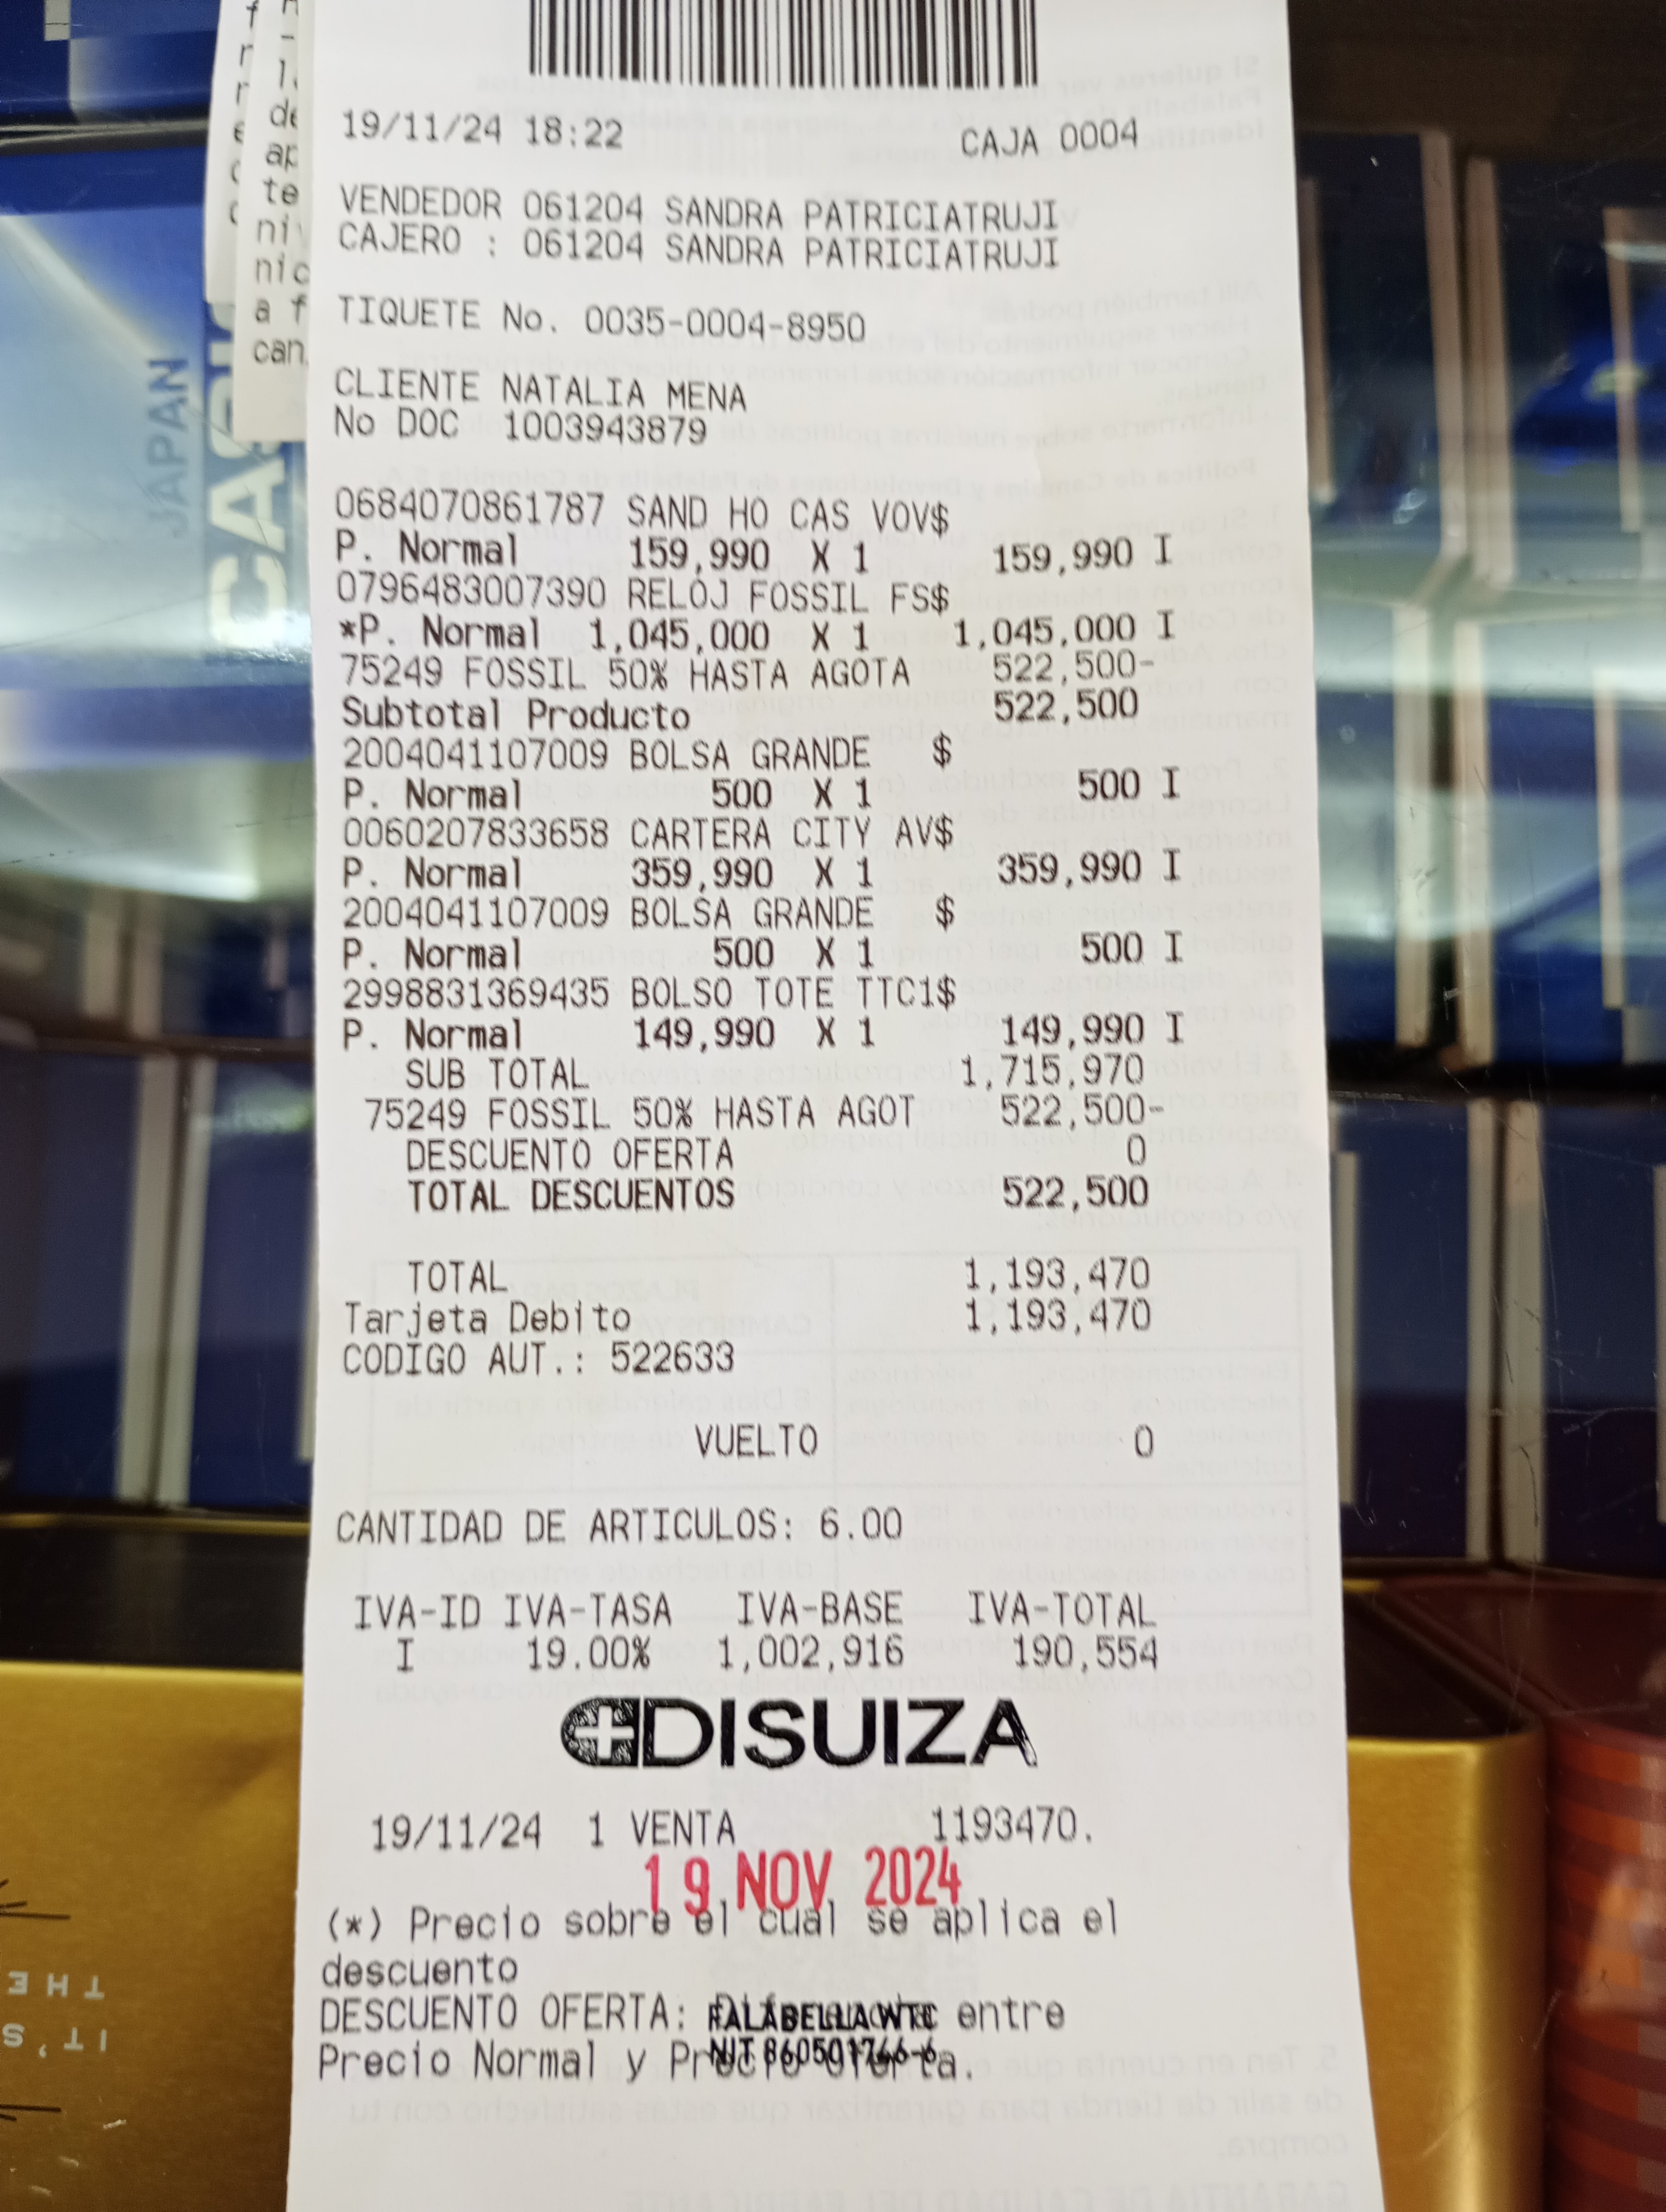 19/11/24 18:22 CAJA 0004
VENDEDOR 061204 SANDRA PATRICIATRUJI
CAJERO : 061204 SANDRA PATRICIATRUJI
TIQUETE No. 0035-0004-8950
CLIENTE NATALIA MENA
No DOC 1003943879
0684070861787 SAND HO CAS VOV$
P. Normal 159,990 X 1 159,990 I
0796483007390 RELOJ FOSSIL FS$
*P. Normal 1,045,000 X 1 1,045,000 I
75249 FOSSIL 50% HASTA AGOTA 522,500-
Subtotal Producto 522,500
2004041107009 BOLSA GRANDE $
P. Normal 500 X 1 500 I
0060207833658 CARTERA CITY AV$
P. Normal 359,990 X 1 359,990 I
2004041107009 BOLSA GRANDE $
P. Normal 500 X 1 500 I
2998831369435 BOLSO TOTE TTC1$
P. Normal 149,990 X 1 149,990 I
SUB TOTAL 1,715,970
75249 FOSSIL 50% HASTA AGOT 522,500-
DESCUENTO OFERTA 0
TOTAL DESCUENTOS 522,500
TOTAL 1,193,470
Tarjeta Debito 1,193,470
CODIGO AUT.: 522633
VUELTO 0
CANTIDAD DE ARTICULOS: 6.00
IVA-ID IVA-TASA IVA-BASE IVA-TOTAL
I 19.00% 1,002,916 190,554
DISUIZA
19/11/24 1 VENTA 1193470.
19 NOV 2024
(*) Precio sobre el cual se aplica el
descuento
DESCUENTO OFERTA: Diferencia entre
FALABELLA WTC
Precio Normal y Precio Oferta.
NIT 860501766-6
JAPAN
THE
IT'S